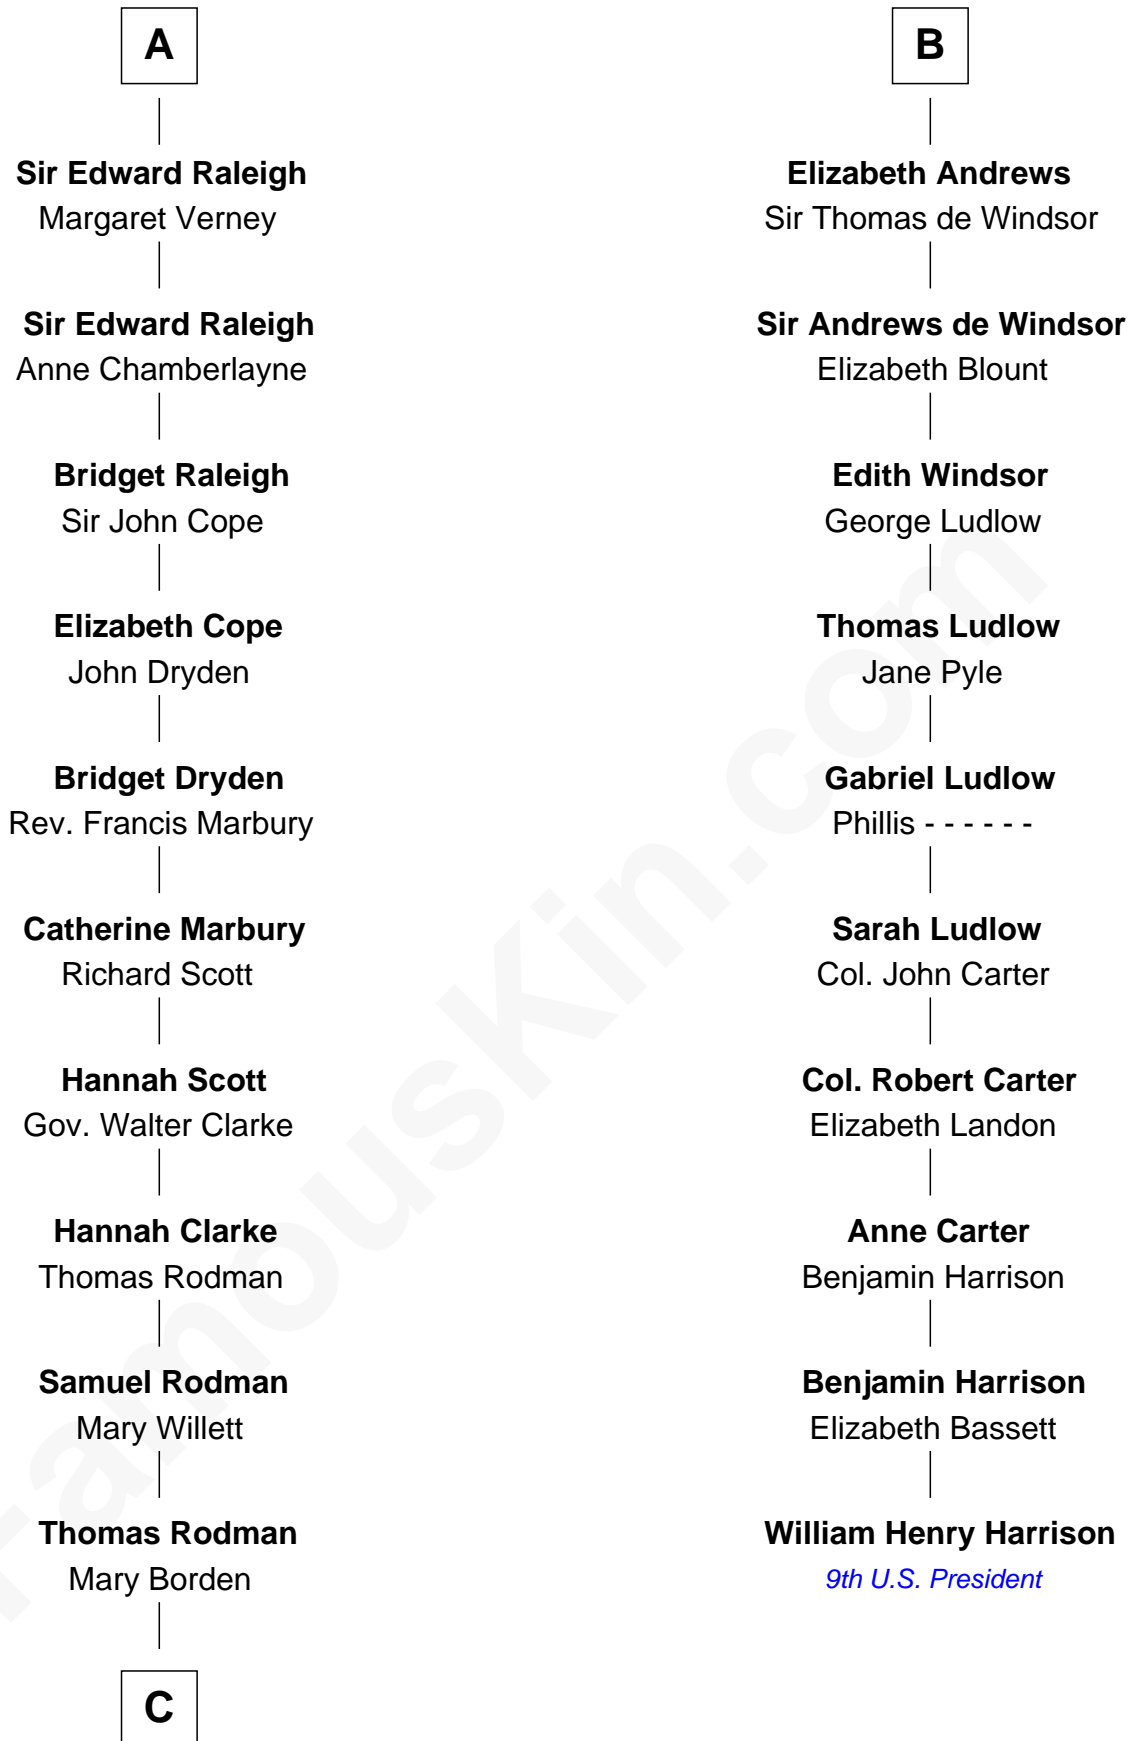 A
Sir Edward Raleigh
Margaret Verney
Sir Edward Raleigh
Anne Chamberlayne
Bridget Raleigh
Sir John Cope
Elizabeth Cope
John Dryden
Bridget Dryden
Rev. Francis Marbury
Catherine Marbury
Richard Scott
Hannah Scott
Gov. Walter Clarke
Hannah Clarke
Thomas Rodman
Samuel Rodman
Mary Willett
Thomas Rodman
Mary Borden
C
B
Elizabeth Andrews
Sir Thomas de Windsor
Sir Andrews de Windsor
Elizabeth Blount
Edith Windsor
George Ludlow
Thomas Ludlow
Jane Pyle
Gabriel Ludlow
Phillis - - - - - -
Sarah Ludlow
Col. John Carter
Col. Robert Carter
Elizabeth Landon
Anne Carter
Benjamin Harrison
Benjamin Harrison
Elizabeth Bassett
William Henry Harrison
9th U.S. President
FamousKin.com